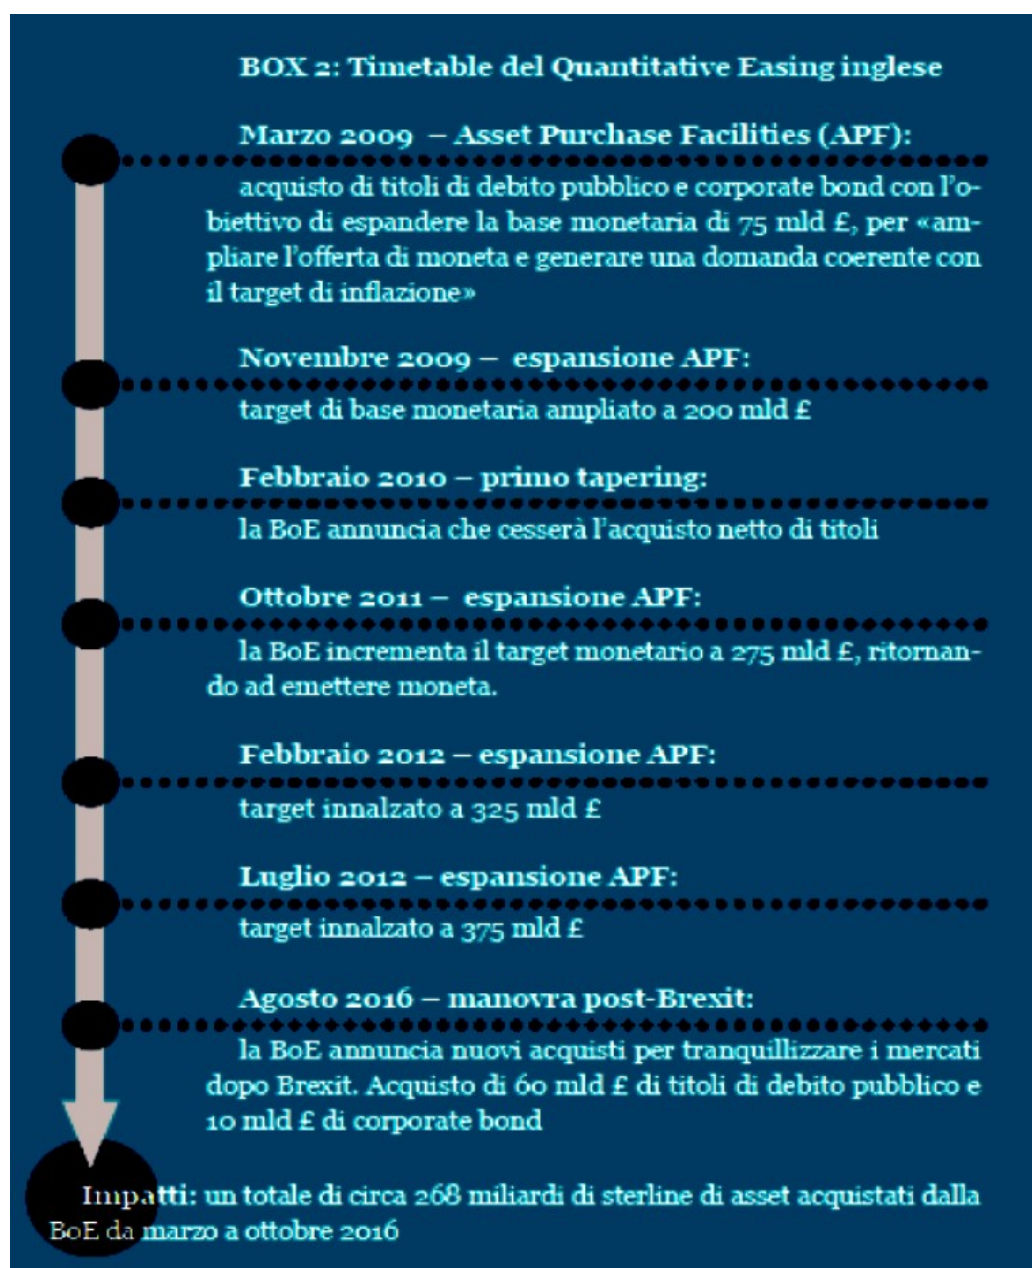 BOX 2: Timetable del Quantitative Easing inglese
Marzo 2009 – Asset Purchase Facilities (APF):
acquisto di titoli di debito pubblico e corporate bond con l’o-
biettivo di espandere la base monetaria di 75 mld £, per «am-
pliare l’offerta di moneta e generare una domanda coerente con
il target di inflazione»
Novembre 2009 – espansione APF:
target di base monetaria ampliato a 200 mld £
Febbraio 2010 – primo tapering:
la BoE annuncia che cesserà l’acquisto netto di titoli
Ottobre 2011 – espansione APF:
la BoE incrementa il target monetario a 275 mld £, ritornan-
do ad emettere moneta.
Febbraio 2012 – espansione APF:
target innalzato a 325 mld £
Luglio 2012 – espansione APF:
target innalzato a 375 mld £
Agosto 2016 – manovra post-Brexit:
la BoE annuncia nuovi acquisti per tranquillizzare i mercati
dopo Brexit. Acquisto di 60 mld £ di titoli di debito pubblico e
10 mld £ di corporate bond
Impatti: un totale di circa 268 miliardi di sterline di asset acquistati dalla
BoE da marzo a ottobre 2016